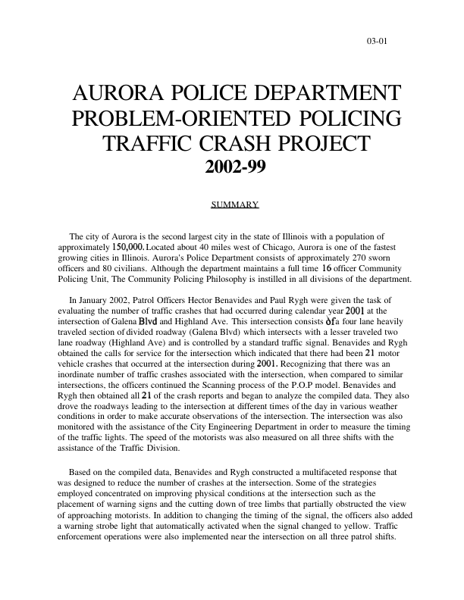 03-01
AURORA POLICE DEPARTMENT
PROBLEM-ORIENTED POLICING
TRAFFIC CRASH PROJECT
2002-99
SUMMARY
The city of Aurora is the second largest city in the state of Illinois with a population of
approximately 150,000. Located about 40 miles west of Chicago, Aurora is one of the fastest
growing cities in Illinois. Aurora's Police Department consists of approximately 270 sworn
officers and 80 civilians. Although the department maintains a full time 16 officer Community
Policing Unit, The Community Policing Philosophy is instilled in all divisions of the department.
In January 2002, Patrol Officers Hector Benavides and Paul Rygh were given the task of
evaluating the number of traffic crashes that had occurred during calendar year 2001 at the
intersection of Galena Blvd and Highland Ave. This intersection consists of a four lane heavily
traveled section of divided roadway (Galena Blvd) which intersects with a lesser traveled two
lane roadway (Highland Ave) and is controlled by a standard traffic signal. Benavides and Rygh
obtained the calls for service for the intersection which indicated that there had been 21 motor
vehicle crashes that occurred at the intersection during 2001. Recognizing that there was an
inordinate number of traffic crashes associated with the intersection, when compared to similar
intersections, the officers continued the Scanning process of the P.O.P model. Benavides and
Rygh then obtained all 21 of the crash reports and began to analyze the compiled data. They also
drove the roadways leading to the intersection at different times of the day in various weather
conditions in order to make accurate observations of the intersection. The intersection was also
monitored with the assistance of the City Engineering Department in order to measure the timing
of the traffic lights. The speed of the motorists was also measured on all three shifts with the
assistance of the Traffic Division.
Based on the compiled data, Benavides and Rygh constructed a multifaceted response that
was designed to reduce the number of crashes at the intersection. Some of the strategies
employed concentrated on improving physical conditions at the intersection such as the
placement of warning signs and the cutting down of tree limbs that partially obstructed the view
of approaching motorists. In addition to changing the timing of the signal, the officers also added
a warning strobe light that automatically activated when the signal changed to yellow. Traffic
enforcement operations were also implemented near the intersection on all three patrol shifts.